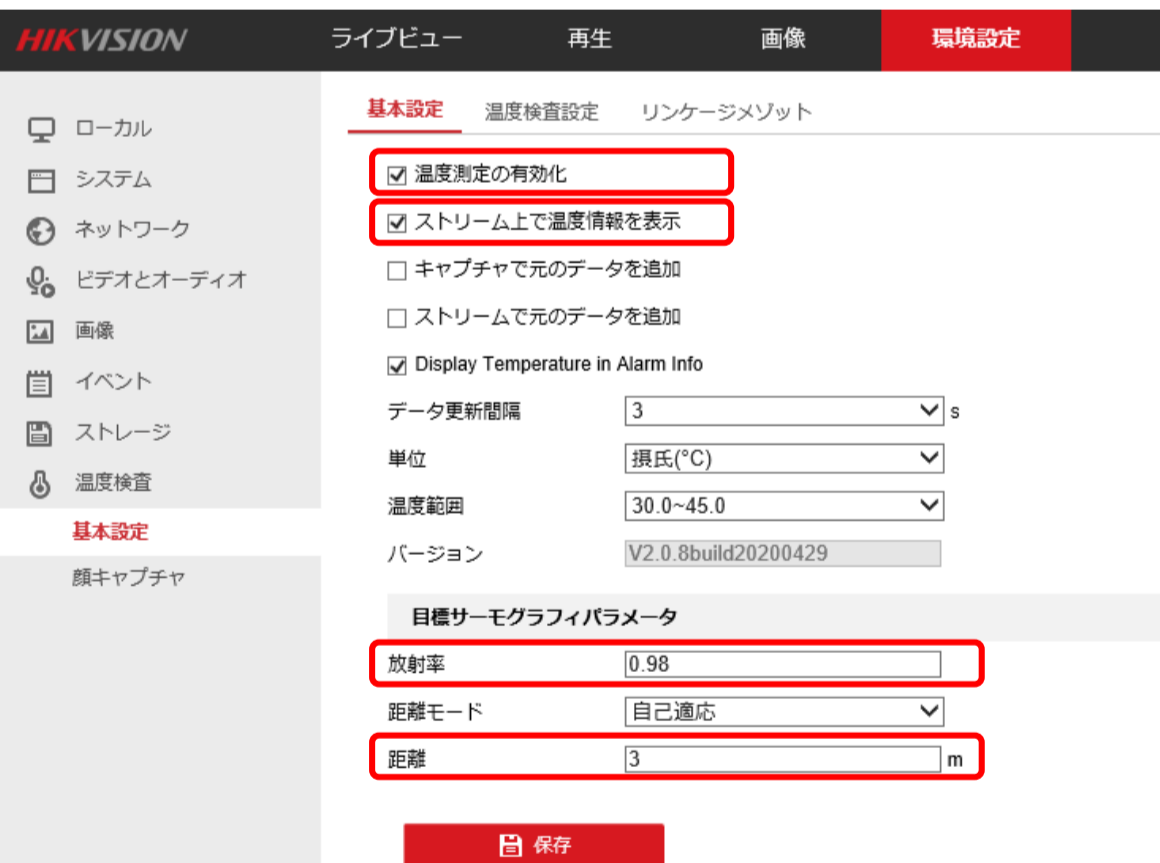 HIKVISION
ライブビュー 再生 画像 環境設定
ローカル
システム
ネットワーク
ビデオとオーディオ
画像
イベント
ストレージ
温度検査
基本設定
顔キャプチャ
基本設定 温度検査設定 リンケージメゾット
温度測定の有効化
ストリーム上で温度情報を表示
キャプチャで元のデータを追加
ストリームで元のデータを追加
Display Temperature in Alarm Info
データ更新間隔 3 s
単位 摂氏(°C)
温度範囲 30.0~45.0
バージョン V2.0.8build20200429
目標サーモグラフィパラメータ
放射率 0.98
距離モード 自己適応
距離 3 m
保存